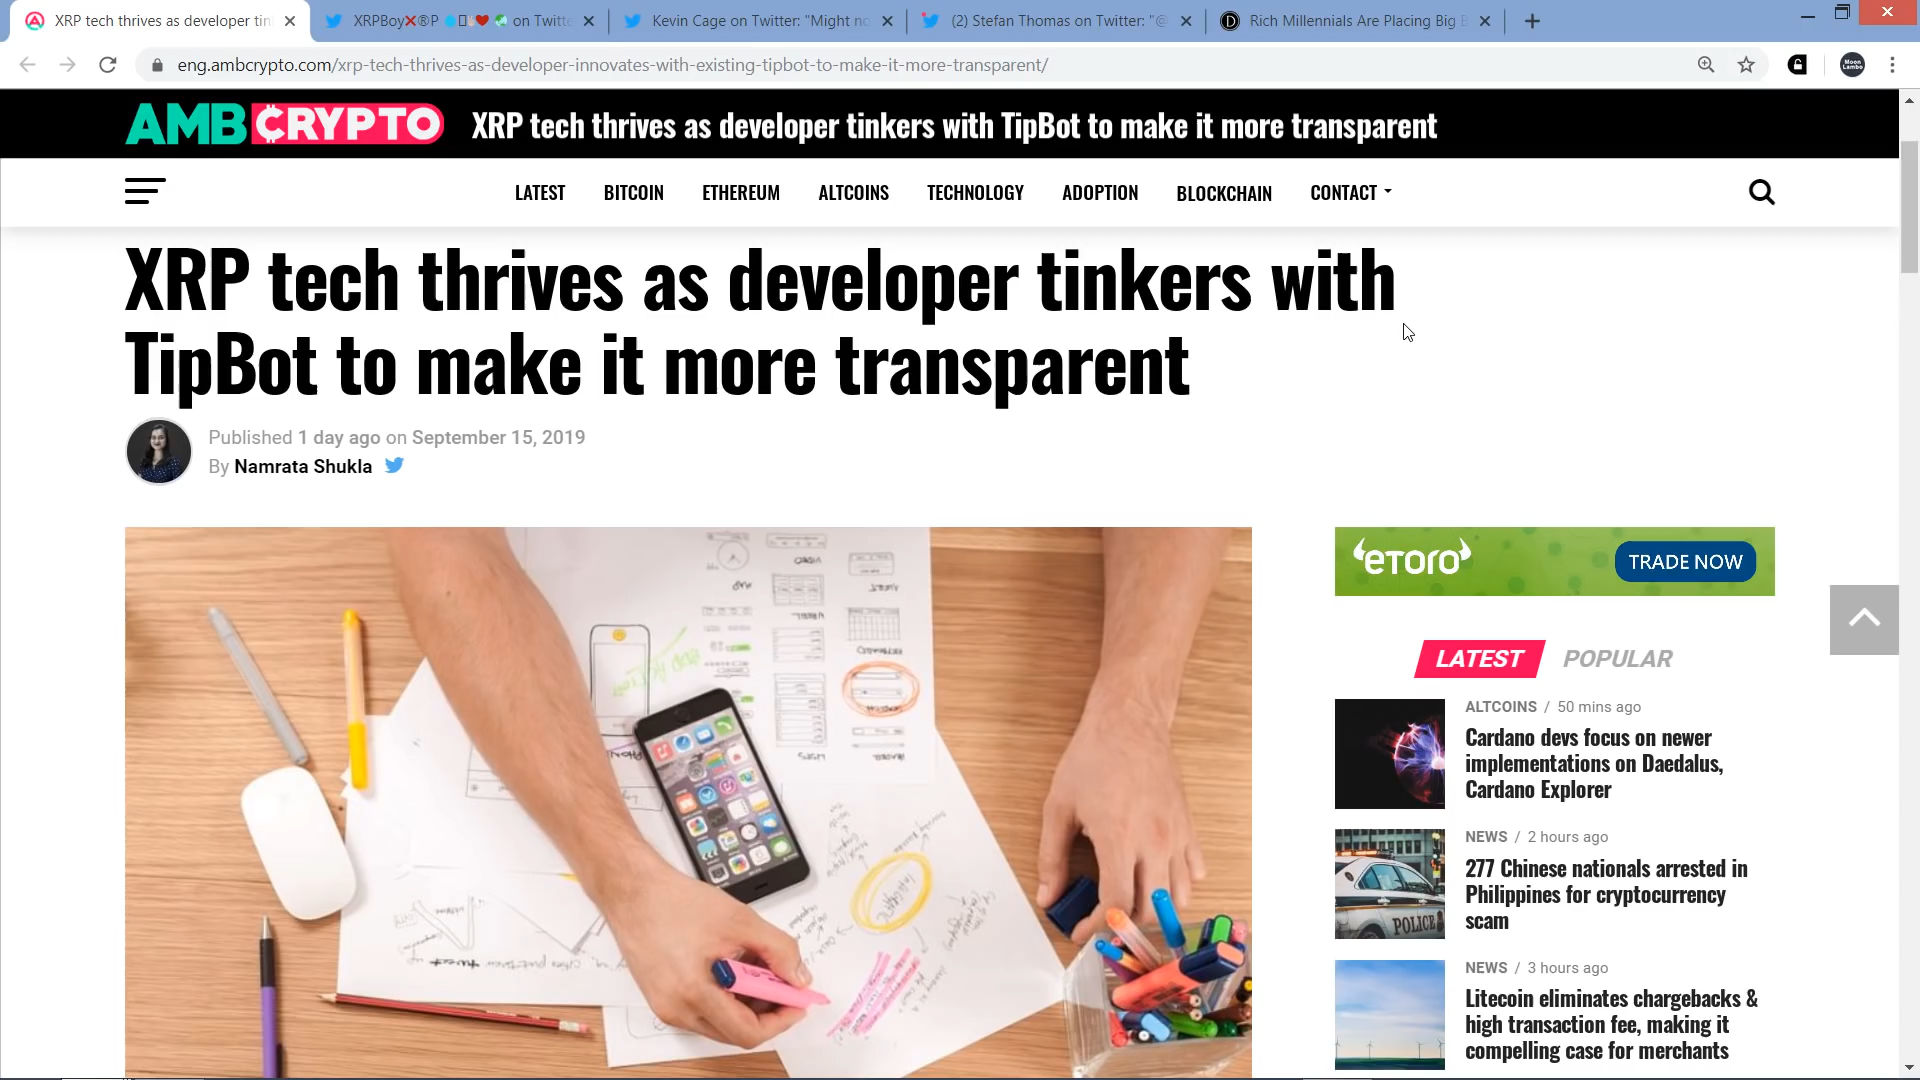 XRP tech thrives as developer tin
XRPBoy❌®️P
on Twitte
Kevin Cage on Twitter: "Might no
(2) Stefan Thomas on Twitter: "@
Rich Millennials Are Placing Big B
eng.ambcrypto.com/xrp-tech-thrives-as-developer-innovates-with-existing-tipbot-to-make-it-more-transparent/
Moon Lambo
AMBCRYPTO XRP tech thrives as developer tinkers with TipBot to make it more transparent
LATEST BITCOIN ETHEREUM ALTCOINS TECHNOLOGY ADOPTION BLOCKCHAIN CONTACT
XRP tech thrives as developer tinkers with
TipBot to make it more transparent
Published 1 day ago on September 15, 2019
By Namrata Shukla
eToro TRADE NOW
LATEST POPULAR
ALTCOINS / 50 mins ago
Cardano devs focus on newer
implementations on Daedalus,
Cardano Explorer
NEWS / 2 hours ago
277 Chinese nationals arrested in
Philippines for cryptocurrency
scam
POLICE
NEWS / 3 hours ago
Litecoin eliminates chargebacks &
high transaction fee, making it
compelling case for merchants